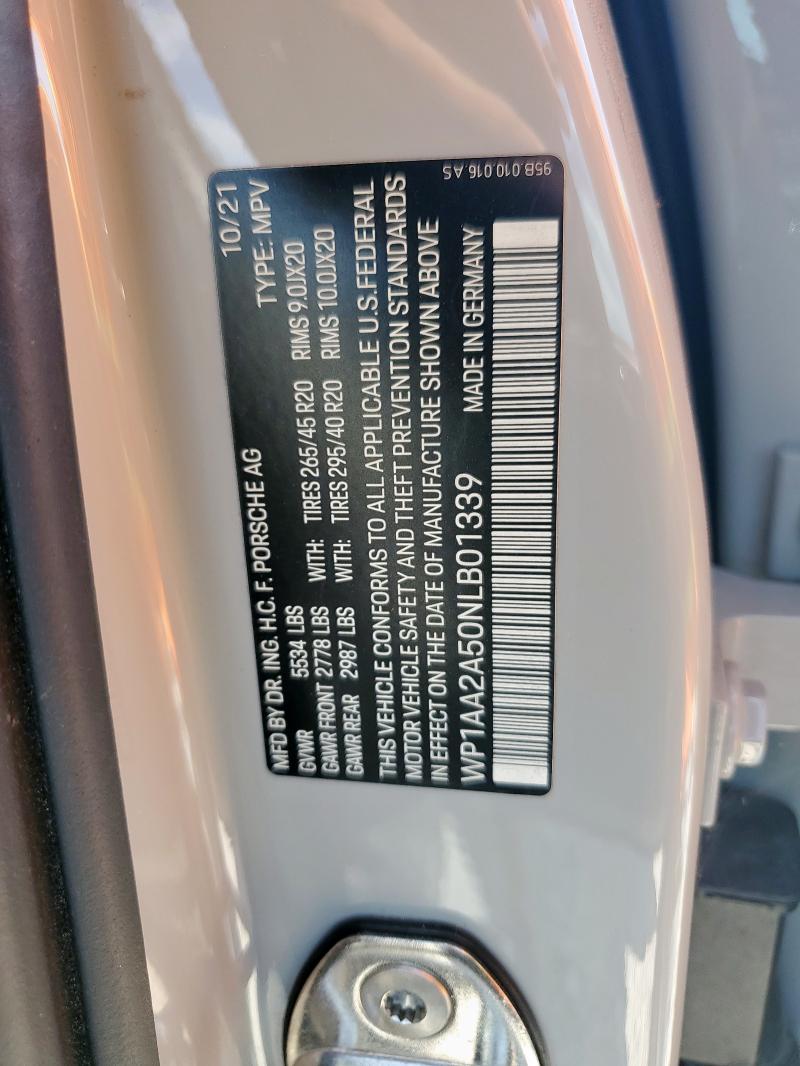 10/21
MFD BY DR. ING. H.C. F. PORSCHE AG TYPE: MPV
GVWR 5534 LBS
GAWR FRONT 2778 LBS WITH: TIRES 265/45 R20 RIMS 9.0JX20
GAWR REAR 2987 LBS WITH: TIRES 295/40 R20 RIMS 10.0JX20
THIS VEHICLE CONFORMS TO ALL APPLICABLE U.S.FEDERAL
MOTOR VEHICLE SAFETY AND THEFT PREVENTION STANDARDS
IN EFFECT ON THE DATE OF MANUFACTURE SHOWN ABOVE
WP1AA2A50NLB01339 MADE IN GERMANY
95B.010.016.AS